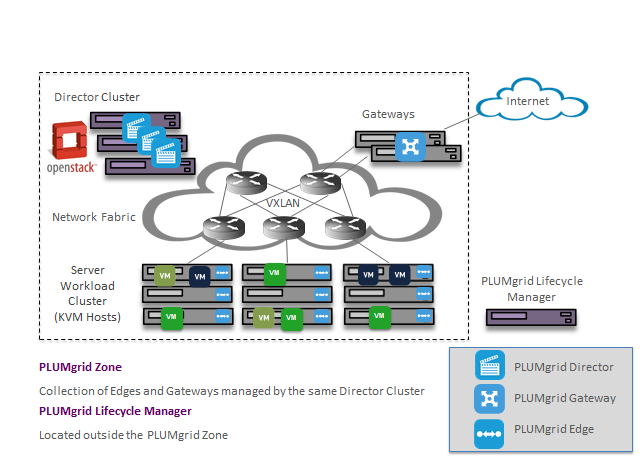 Director Cluster
openstack™
Gateways
Internet
VXLAN
Network Fabric
Server
Workload
Cluster
(KVM Hosts)
VM VM
VM
VM VM
VM
VM VM
VM
PLUMgrid Lifecycle
Manager
PLUMgrid Zone
Collection of Edges and Gateways managed by the same Director Cluster
PLUMgrid Lifecycle Manager
Located outside the PLUMgrid Zone
PLUMgrid Director
PLUMgrid Gateway
PLUMgrid Edge